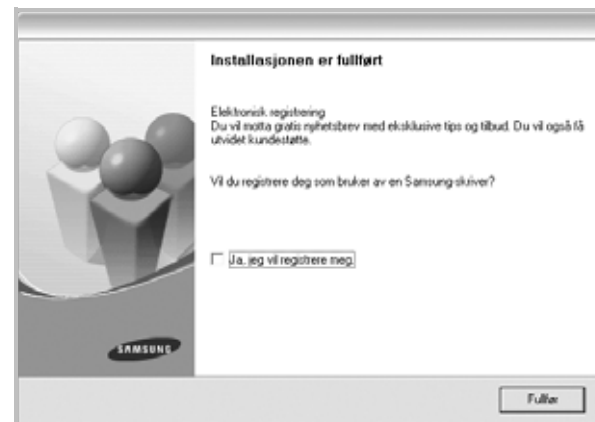 Installasjonen er fullført
Elektronisk registrering
Du vil motta gratis nyhetsbrev med eksklusive tips og tilbud. Du vil også få
utvidet kundestøtte.
Vil du registrere deg som bruker av en Samsung-skriver?
Ja, jeg vil registrere meg.
SAMSUNG
Fullfør